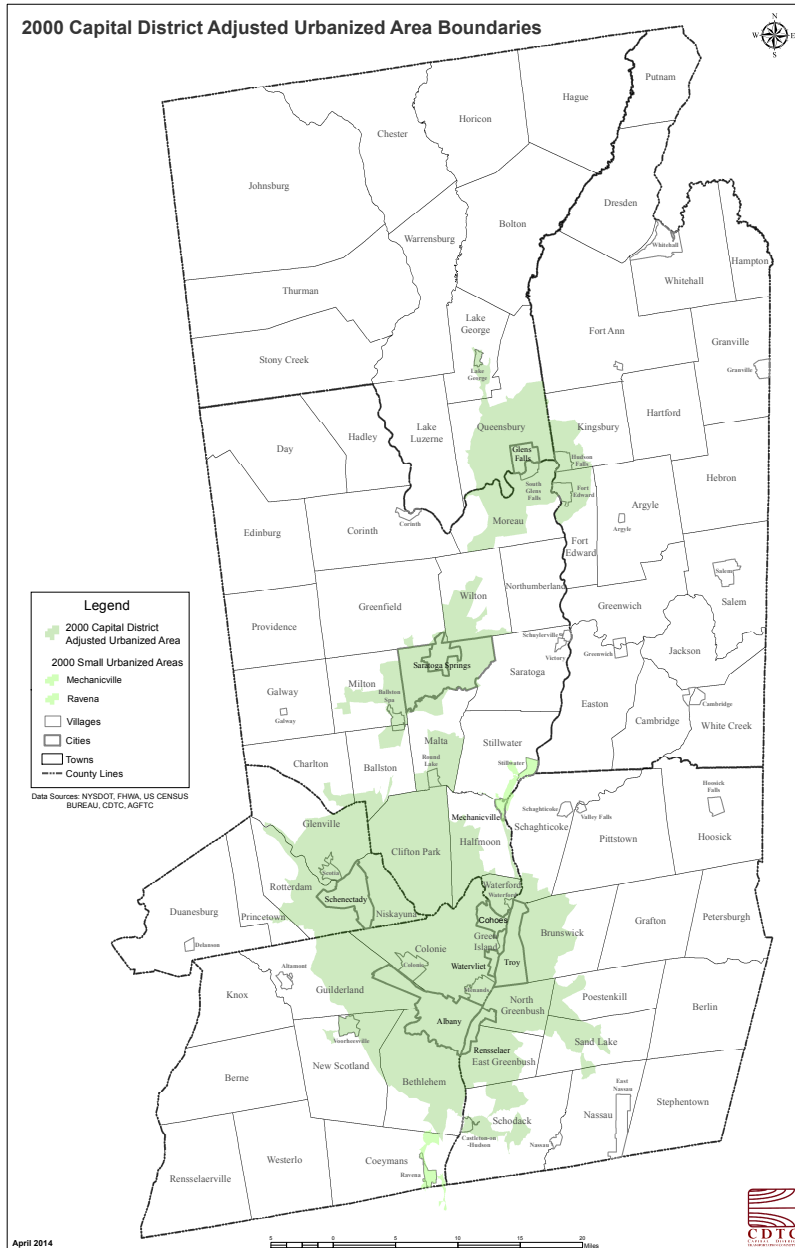 2000 Capital District Adjusted Urbanized Area Boundaries
N
W
E
S
Putnam
Hague
Horicon
Chester
Johnsburg
Dresden
Bolton
Warrensburg
Whitehall
Hampton
Whitehall
Thurman
Lake
George
Fort Ann
Granville
Stony Creek
Lake
George
Granville
Hartford
Queensbury
Kingsbury
Lake
Luzerne
Hadley
Day
Glens
Falls
Hudson
Falls
Hebron
South
Glens
Falls
Fort
Edward
Argyle
Argyle
Moreau
Corinth
Corinth
Edinburg
Fort
Edward
Salem
Salem
Northumberland
Wilton
Greenfield
Greenwich
Providence
Schuylerville
Victory
Greenwich
Jackson
Saratoga Springs
Saratoga
Milton
Galway
Galway
Ballston
Spa
Easton
Cambridge
Cambridge
White Creek
Malta
Stillwater
Round
Lake
Stillwater
Charlton
Ballston
Hoosick
Falls
Mechanicville
Schaghticoke
Valley Falls
Schaghticoke
Pittstown
Hoosick
Glenville
Clifton Park
Halfmoon
Scotia
Rotterdam
Schenectady
Waterford
Waterford
Niskayuna
Duanesburg
Princetown
Delanson
Cohoes
Green
Island
Brunswick
Grafton
Petersburgh
Colonie
Colonie
Watervliet
Troy
Altamont
Knox
Guilderland
Menands
North
Greenbush
Poestenkill
Berlin
Albany
Voorheesville
Rensselaer
East Greenbush
Sand Lake
New Scotland
Berne
Bethlehem
East
Nassau
Nassau
Stephentown
Schodack
Castleton-on
-Hudson
Nassau
Coeymans
Westerlo
Rensselaerville
Ravena
Legend
2000 Capital District
Adjusted Urbanized Area
2000 Small Urbanized Areas
Mechanicville
Ravena
Villages
Cities
Towns
County Lines
Data Sources: NYSDOT, FHWA, US CENSUS
BUREAU, CDTC, AGFTC
April 2014
5 0 5 10 15 20
Miles
CDTC